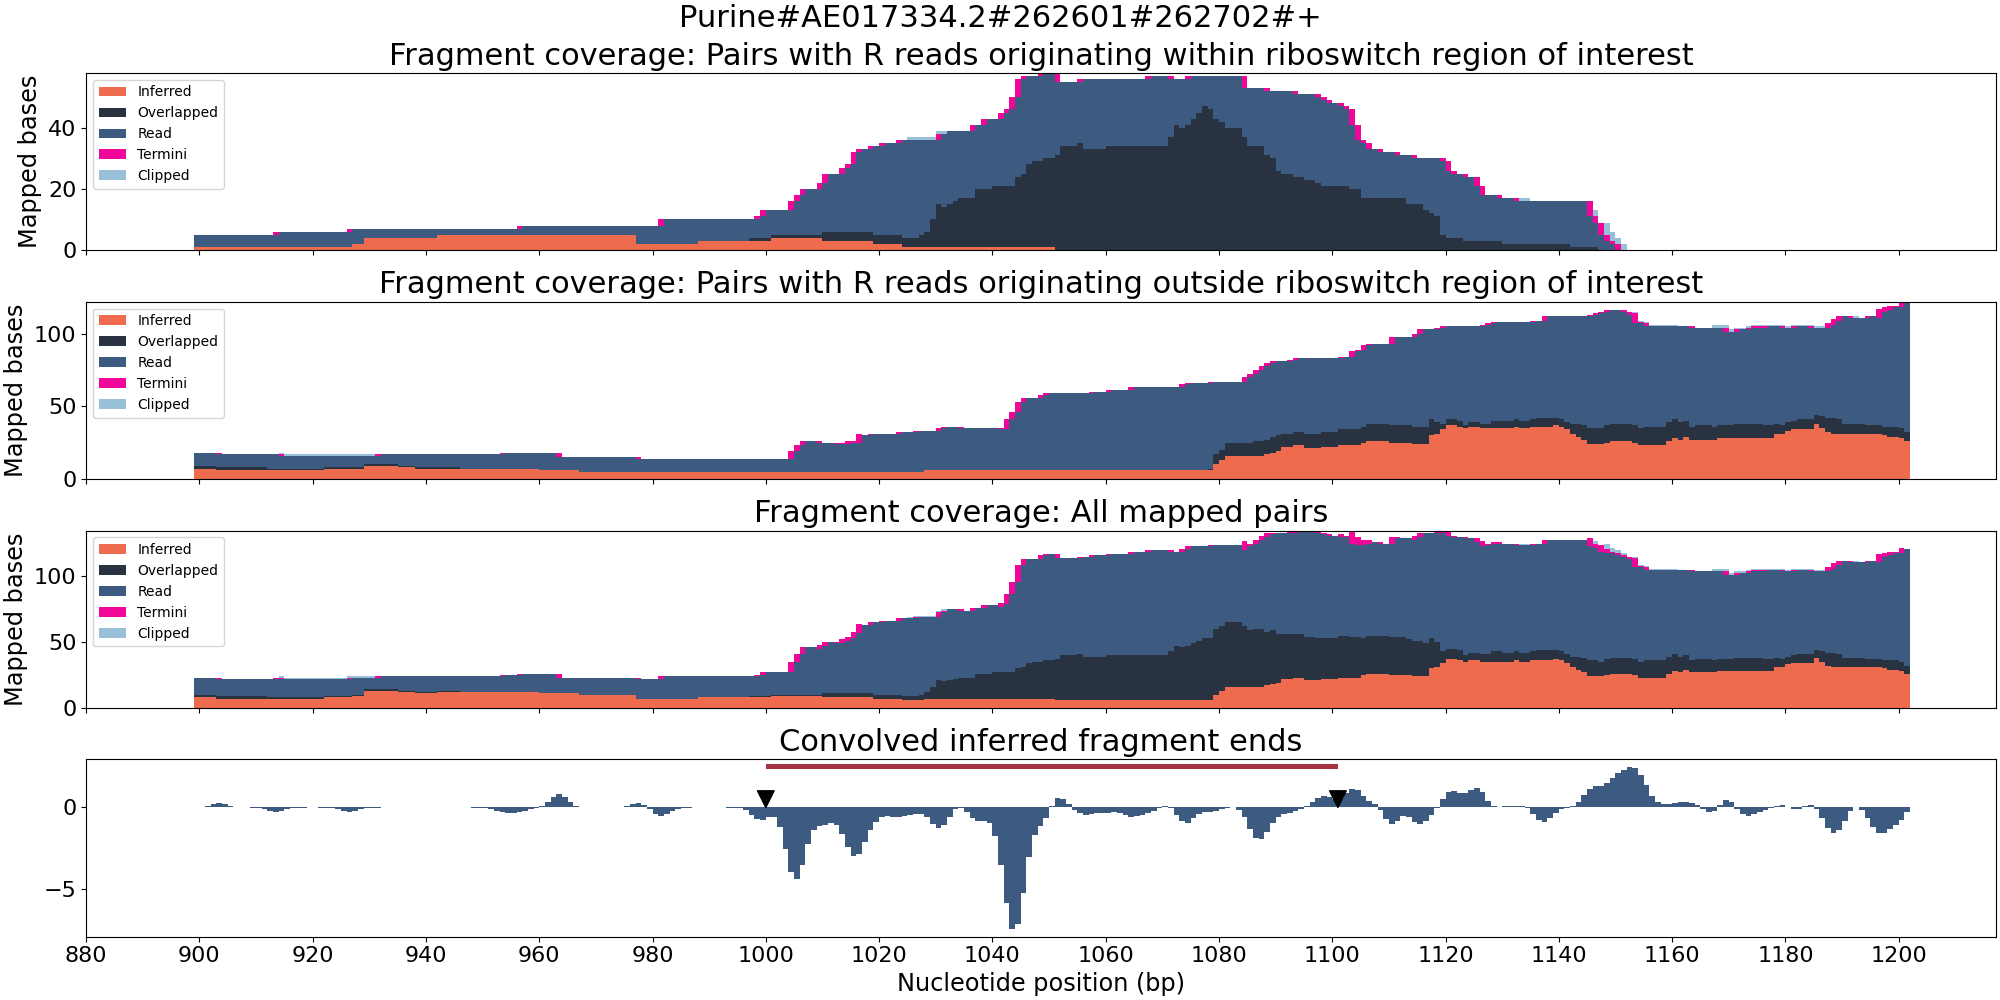 Purine#AE017334.2#262601#262702#+
Fragment coverage: Pairs with R reads originating within riboswitch region of interest
Mapped bases
40
20
0
Inferred
Overlapped
Read
Termini
Clipped
Fragment coverage: Pairs with R reads originating outside riboswitch region of interest
Mapped bases
100
50
0
Inferred
Overlapped
Read
Termini
Clipped
Fragment coverage: All mapped pairs
Mapped bases
100
50
0
Inferred
Overlapped
Read
Termini
Clipped
Convolved inferred fragment ends
0
−5
880 900 920 940 960 980 1000 1020 1040 1060 1080 1100 1120 1140 1160 1180 1200
Nucleotide position (bp)